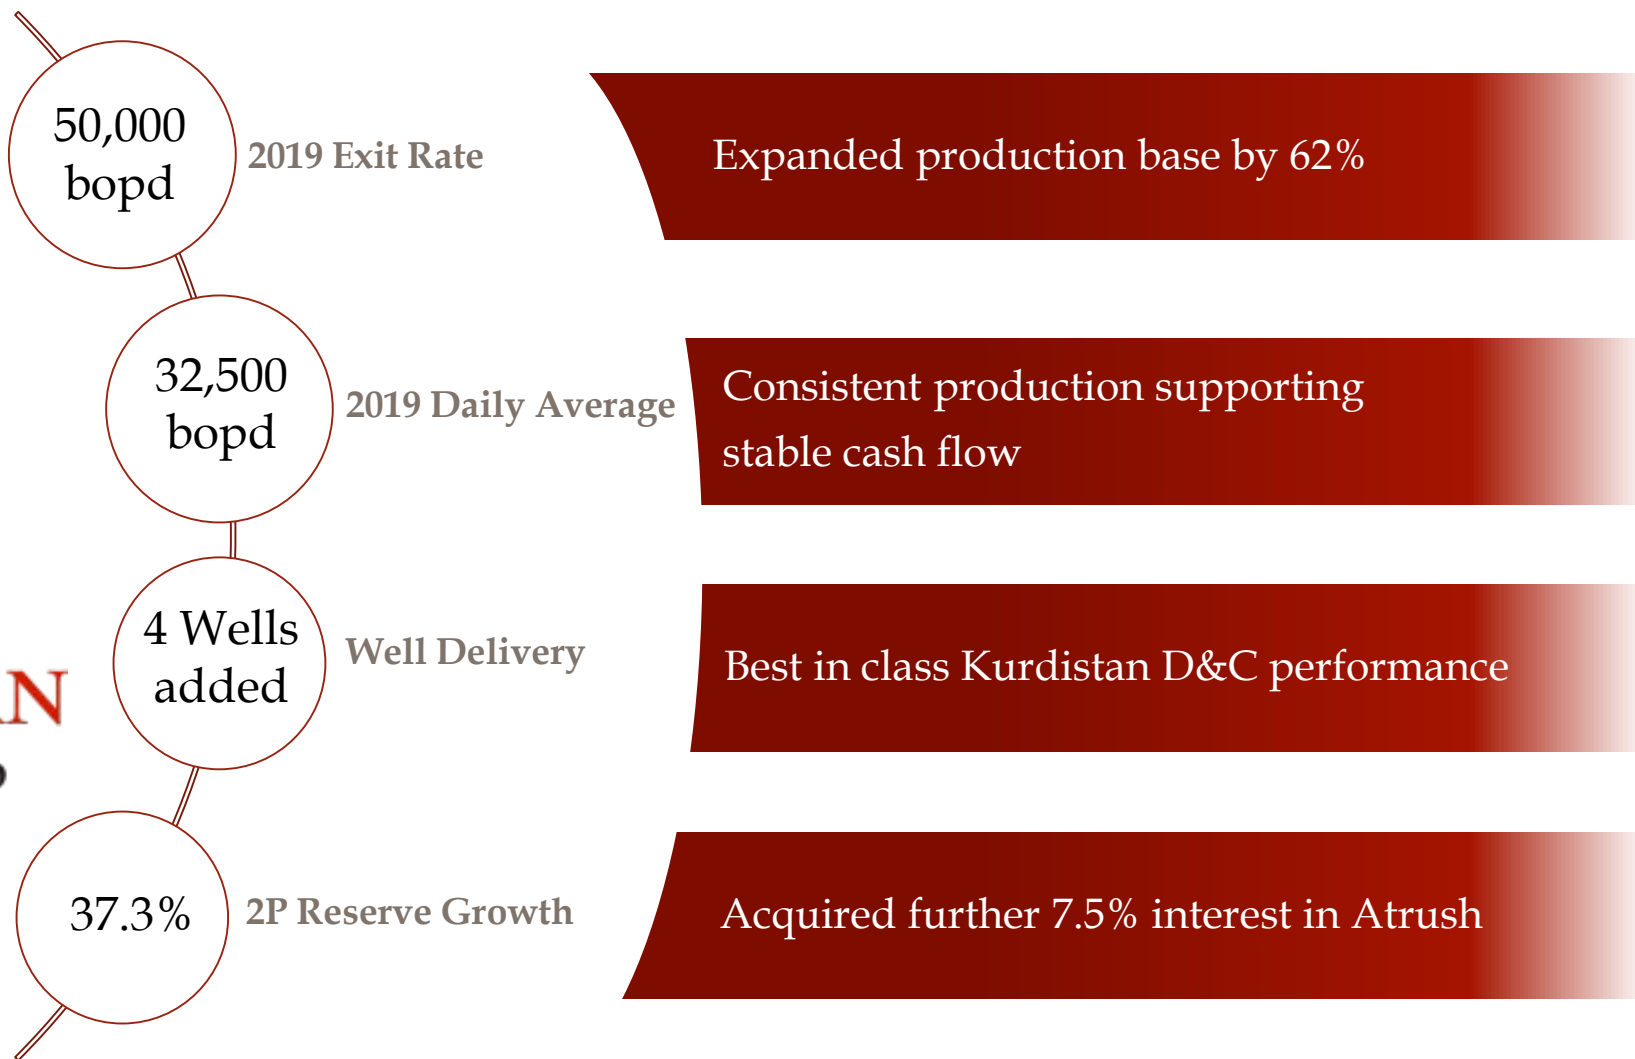 50,000
bopd
2019 Exit Rate
Expanded production base by 62%
32,500
bopd
2019 Daily Average
Consistent production supporting
stable cash flow
4 Wells
added
Well Delivery
Best in class Kurdistan D&C performance
37.3%
2P Reserve Growth
Acquired further 7.5% interest in Atrush